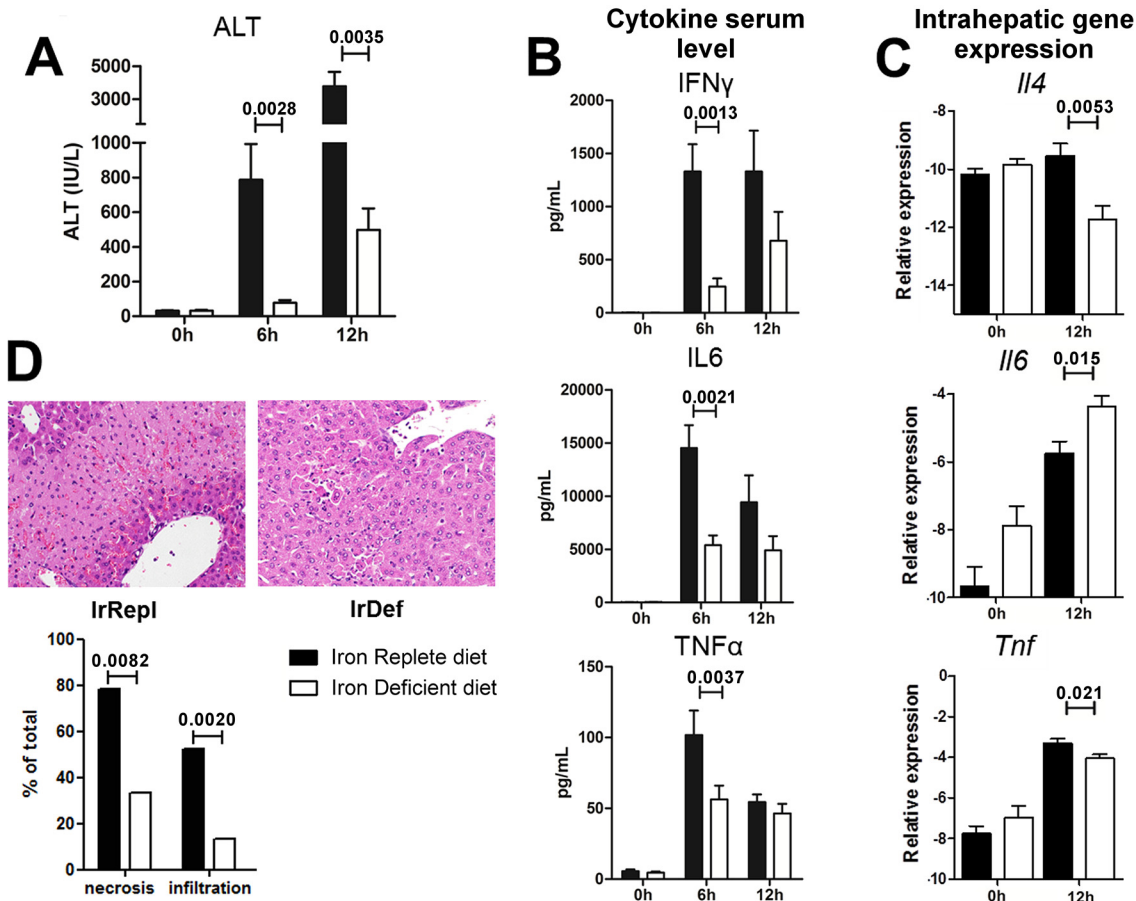 A
ALT
0.0035
0.0028
5000
3000
1000
800
600
400
200
0
ALT (IU/L)
0h
6h
12h
B
Cytokine serum
level
IFNγ
0.0013
2000
1500
1000
500
0
pg/mL
0h
6h
12h
IL6
0.0021
20000
15000
10000
5000
0
pg/mL
0h
6h
12h
TNFα
0.0037
150
100
50
0
pg/mL
0h
6h
12h
C
Intrahepatic gene
expression
Il4
0.0053
-8
-10
-12
-14
Relative expression
0h
12h
Il6
0.015
-4
-6
-8
-10
Relative expression
0h
12h
Tnf
0.021
0
-2
-4
-6
-8
-10
Relative expression
0h
12h
D
IrRepl
IrDef
100
80
60
40
20
0
% of total
0.0082
0.0020
necrosis
infiltration
Iron Replete diet
Iron Deficient diet